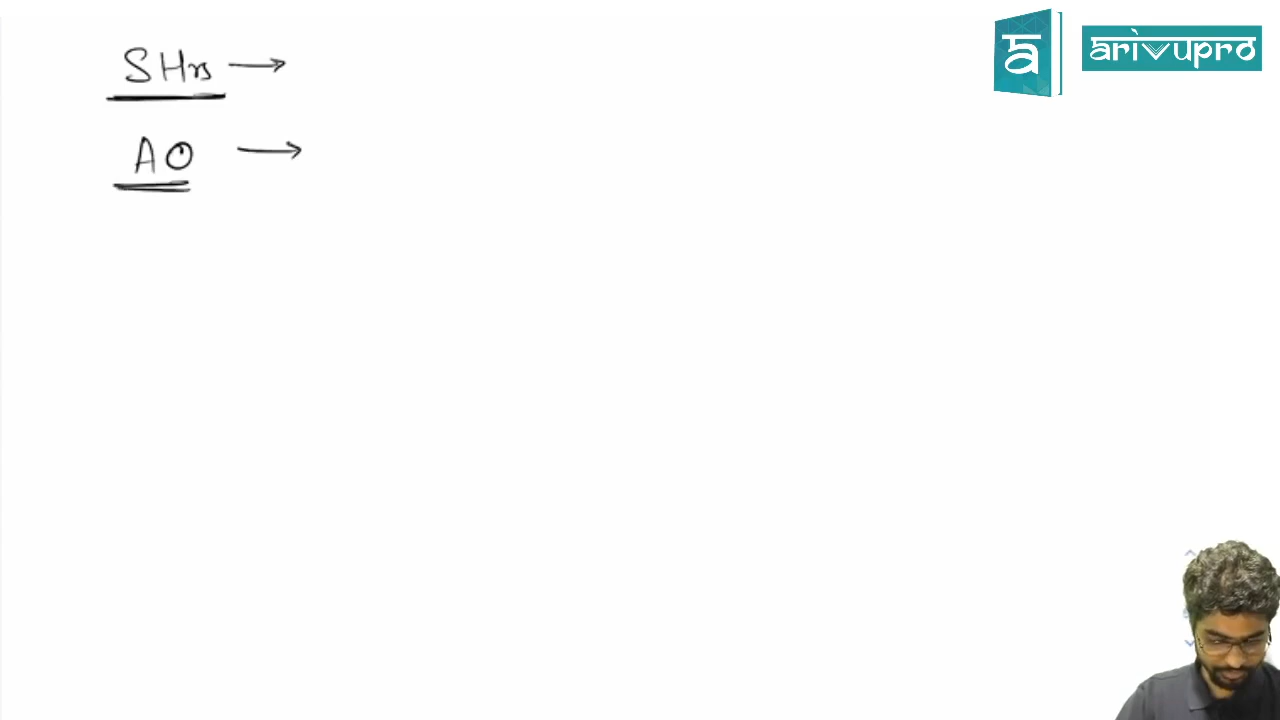 SHrs →
AO →
ā
arivupro